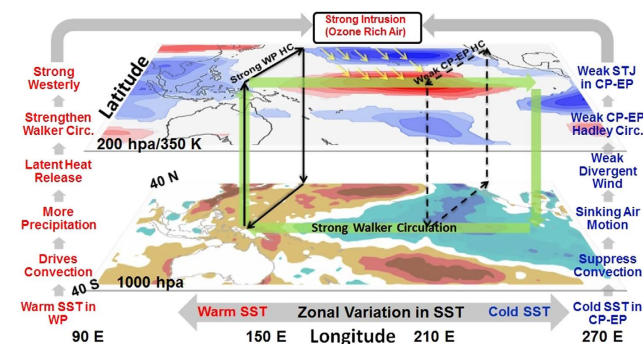 Strong Intrusion
(Ozone Rich Air)
Strong
Westerly
Strengthen
Walker Circ.
Latent Heat
Release
More
Precipitation
Drives
Convection
Warm SST in
WP
Latitude
Strong WP HC
Weak CP-EP HC
200 hpa/350 K
40 N
Strong Walker Circulation
40 S
1000 hpa
Weak STJ
in CP-EP
Weak CP-EP
Hadley Circ.
Weak
Divergent
Wind
Sinking Air
Motion
Suppress
Convection
Cold SST in
CP-EP
Warm SST Zonal Variation in SST Cold SST
90 E 150 E Longitude 210 E 270 E